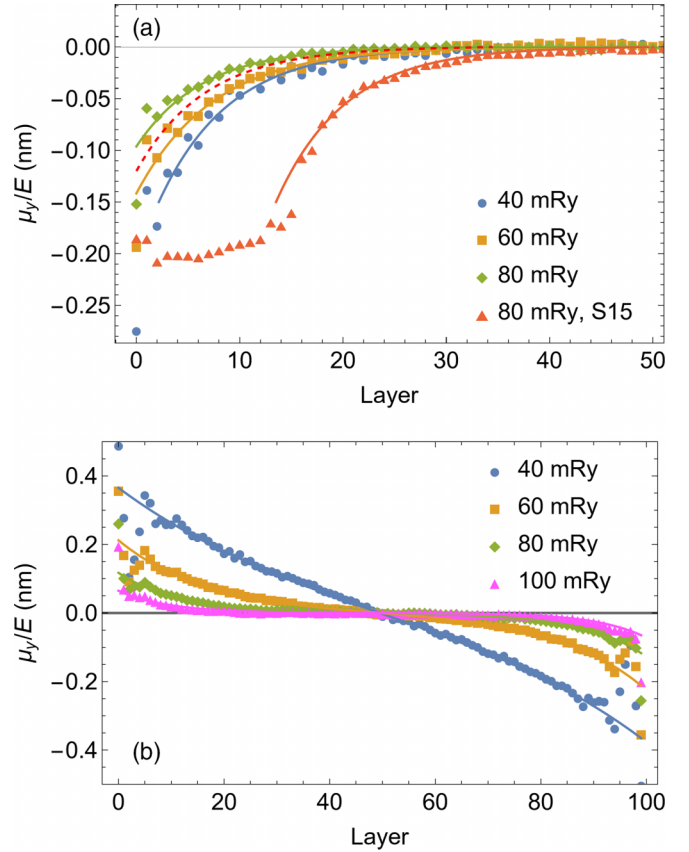 (a)
0.00
−0.05
−0.10
−0.15
−0.20
−0.25
μy/E (nm)
40 mRy
60 mRy
80 mRy
80 mRy, S15
0 10 20 30 40 50
Layer
0.4
0.2
0.0
−0.2
−0.4
μy/E (nm)
40 mRy
60 mRy
80 mRy
100 mRy
(b)
0 20 40 60 80 100
Layer